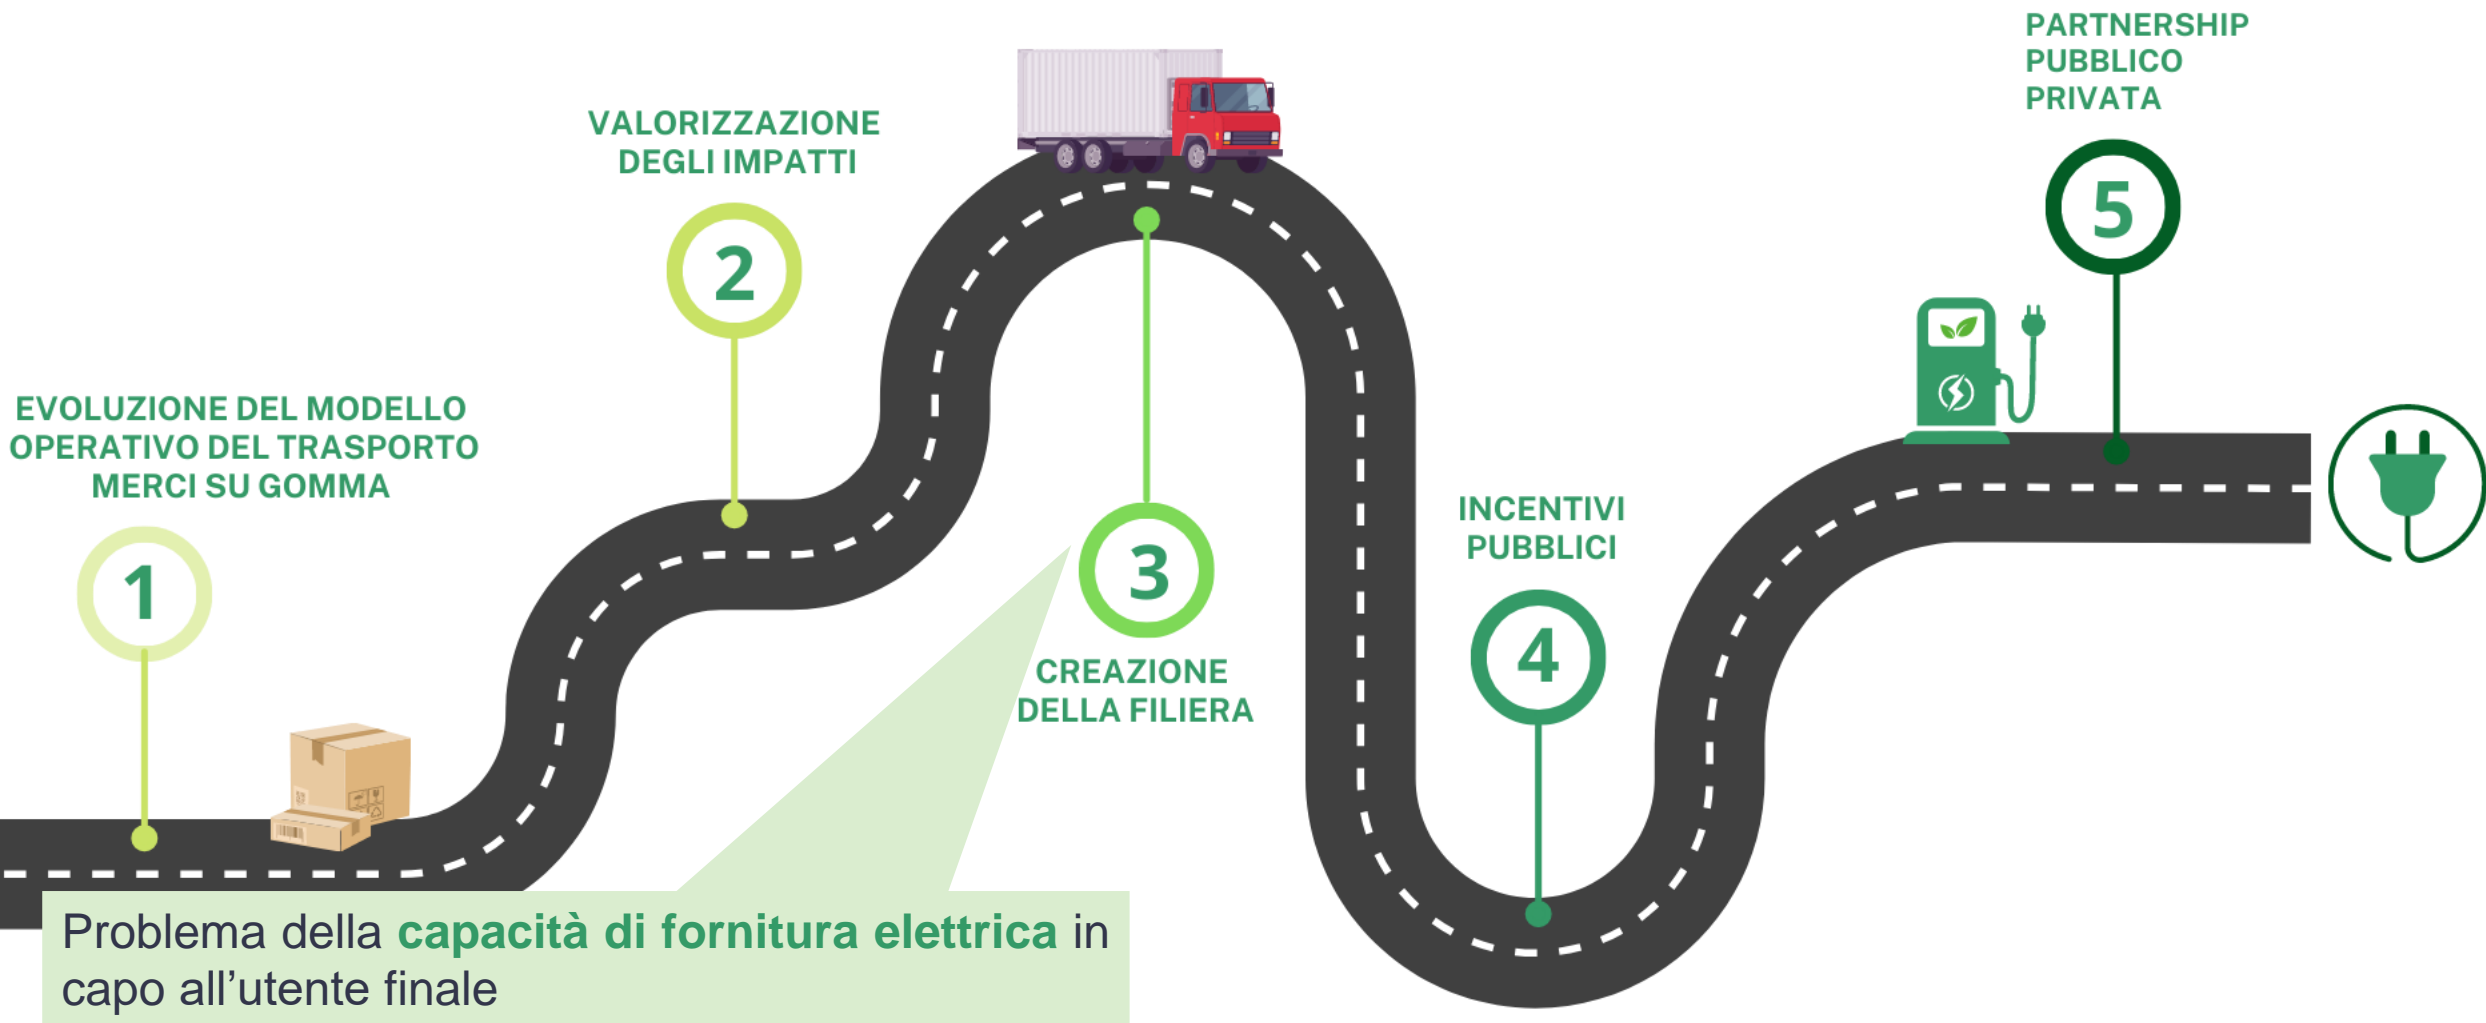 EVOLUZIONE DEL MODELLO
OPERATIVO DEL TRASPORTO
MERCI SU GOMMA
1
VALORIZZAZIONE
DEGLI IMPATTI
2
3
CREAZIONE
DELLA FILIERA
INCENTIVI
PUBBLICI
4
PARTNERSHIP
PUBBLICO
PRIVATA
5
Problema della capacità di fornitura elettrica in
capo all’utente finale